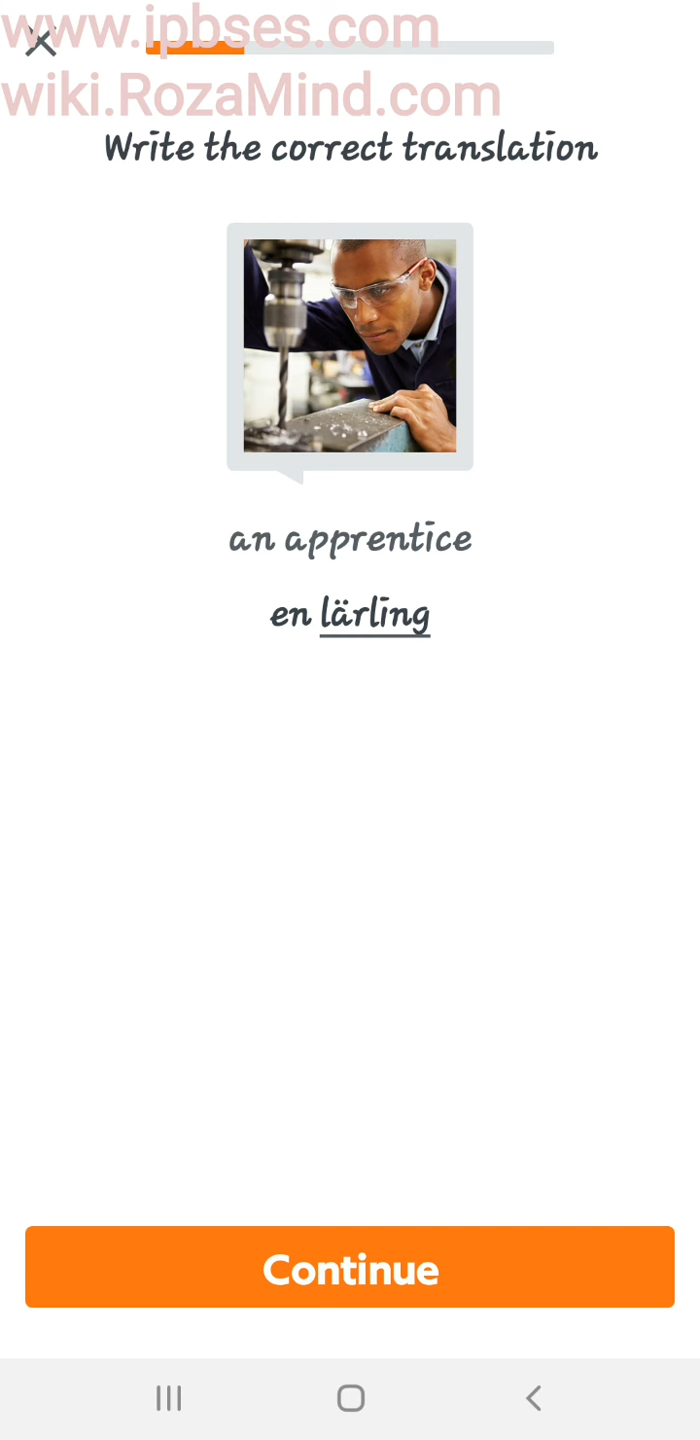 www.ipbses.com
wiki.RozaMind.com
Write the correct translation
an apprentice
en lärling
Continue